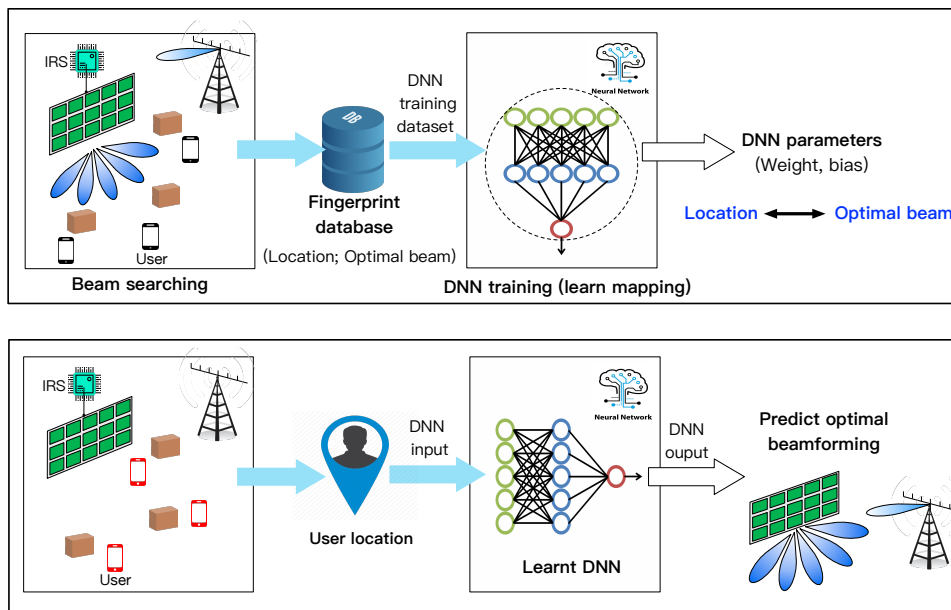 IRS
User
Beam searching
DB
Fingerprint
database
(Location; Optimal beam)
DNN
training
dataset
Neural Network
DNN training (learn mapping)
DNN parameters
(Weight, bias)
Location
Optimal beam
IRS
User
User location
DNN
input
Neural Network
Learnt DNN
DNN
ouput
Predict optimal
beamforming